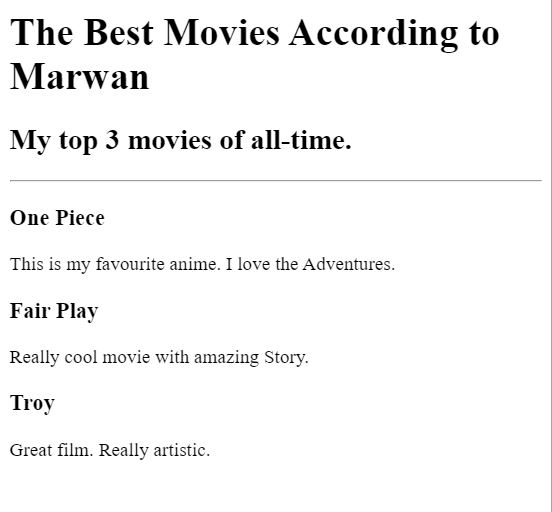 The Best Movies According to
Marwan
My top 3 movies of all-time.
One Piece
This is my favourite anime. I love the Adventures.
Fair Play
Really cool movie with amazing Story.
Troy
Great film. Really artistic.